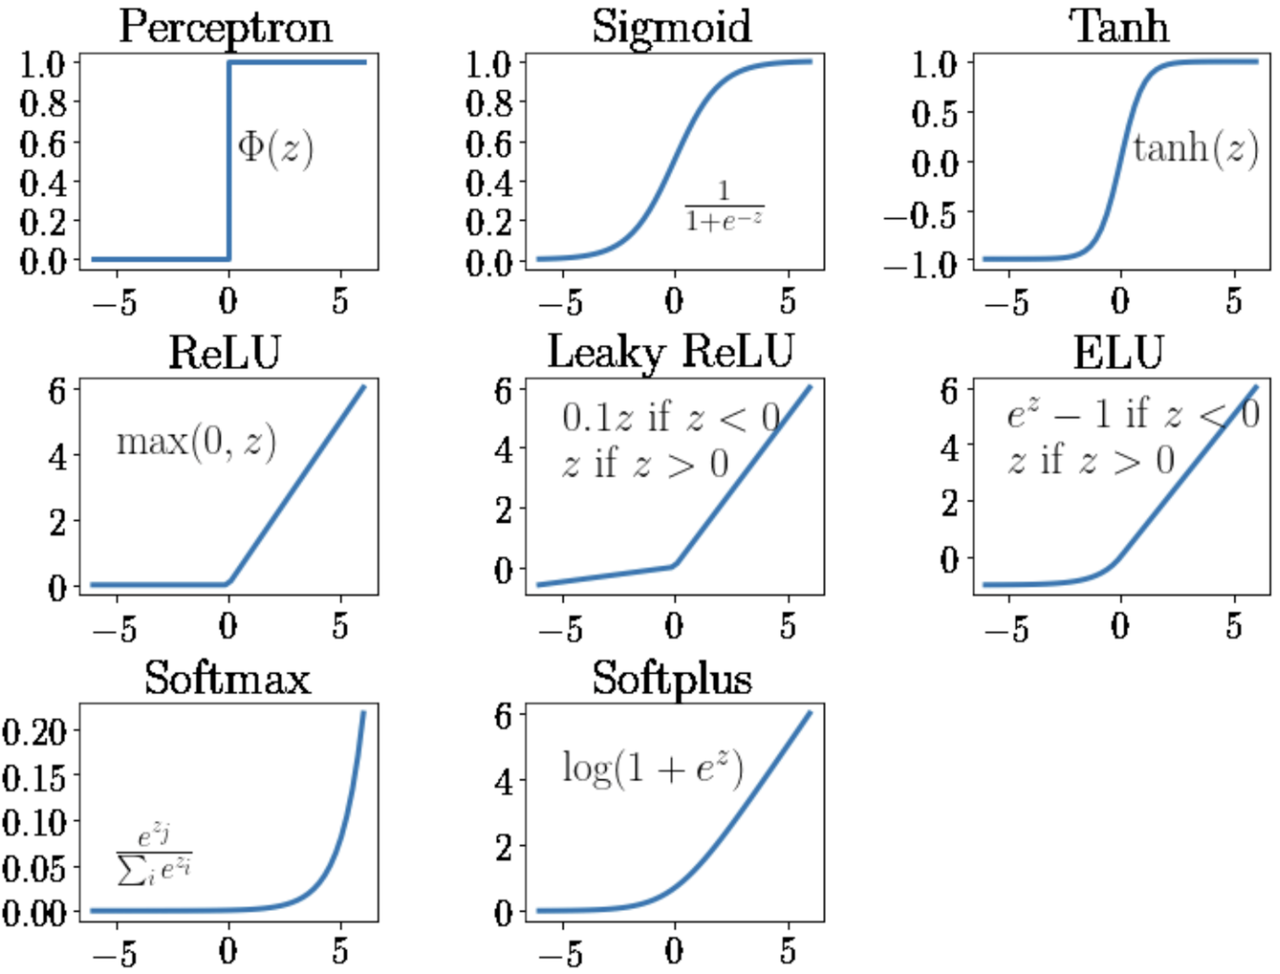 Perceptron
1.0
0.8
0.6
0.4
0.2
0.0
Φ(z)
−5 0 5
Sigmoid
1.0
0.8
0.6
0.4
0.2
0.0
1/(1+e^{−z})
−5 0 5
Tanh
1.0
0.5
0.0
−0.5
−1.0
tanh(z)
−5 0 5
ReLU
6
4
2
0
max(0, z)
−5 0 5
Leaky ReLU
6
4
2
0
0.1z if z < 0
z if z > 0
−5 0 5
ELU
6
4
2
0
e^z − 1 if z < 0
z if z > 0
−5 0 5
Softmax
0.20
0.15
0.10
0.05
0.00
e^{z_j}/∑_i e^{z_i}
−5 0 5
Softplus
6
4
2
0
log(1 + e^z)
−5 0 5